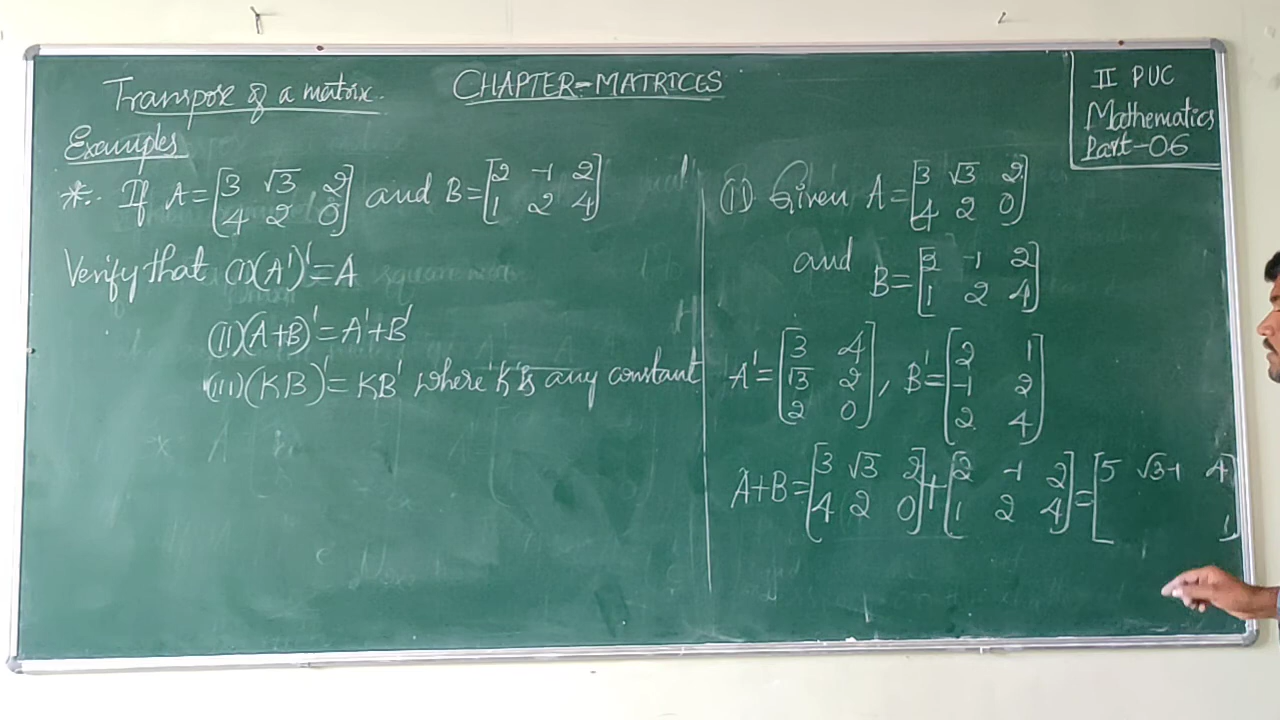 Transpose of a matrix.
CHAPTER-MATRICES
II PUC
Mathematics
Part-06
Examples
*. If A=[3 √3 2; 4 2 0] and B=[2 -1 2; 1 2 4]
Verify that (I)(A')'=A
(II)(A+B)'=A'+B'
(III)(KB)'=KB' where 'K' is any constant
(I) Given A=[3 √3 2; 4 2 0]
and B=[2 -1 2; 1 2 4]
A'=[3 4; √3 2; 2 0], B'=[2 1; -1 2; 2 4]
A+B=[3 √3 2; 4 2 0]+[2 -1 2; 1 2 4]=[5 √3-1 4